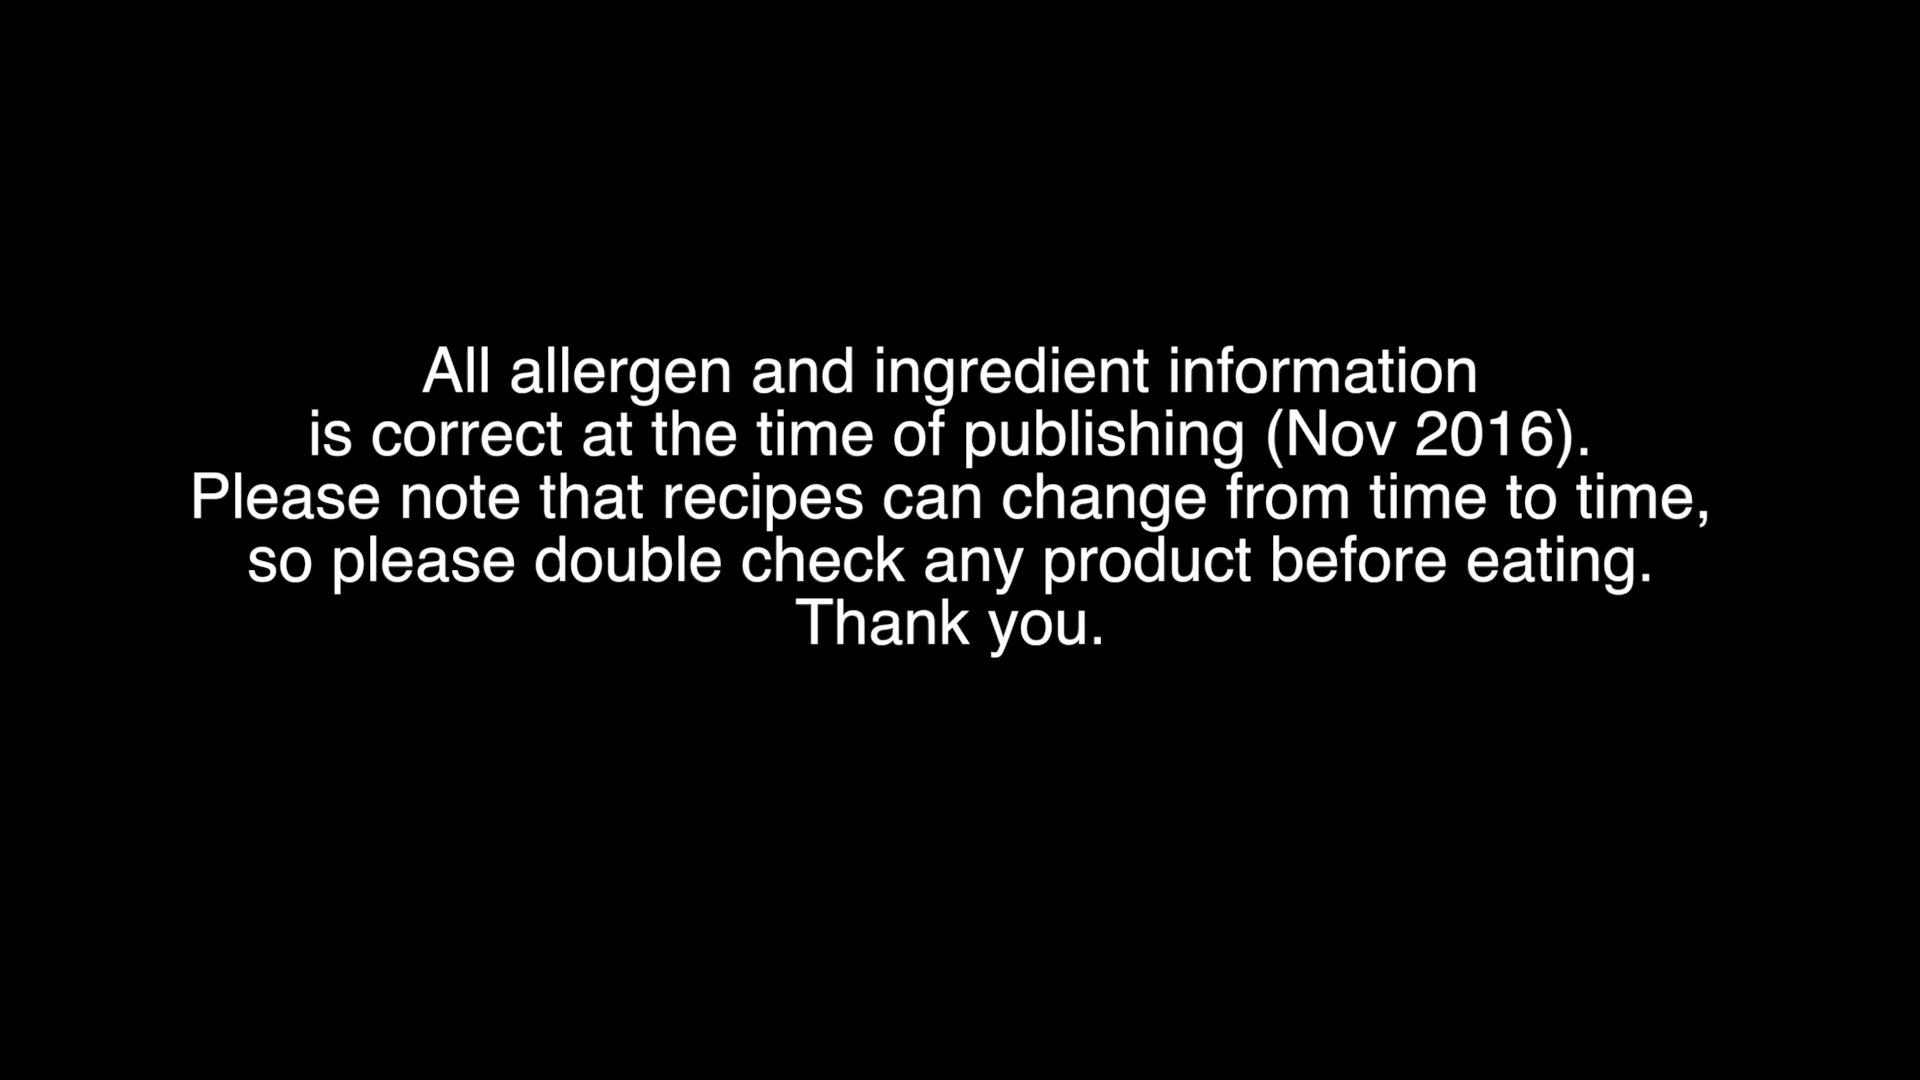 All allergen and ingredient information
is correct at the time of publishing (Nov 2016).
Please note that recipes can change from time to time,
so please double check any product before eating.
Thank you.